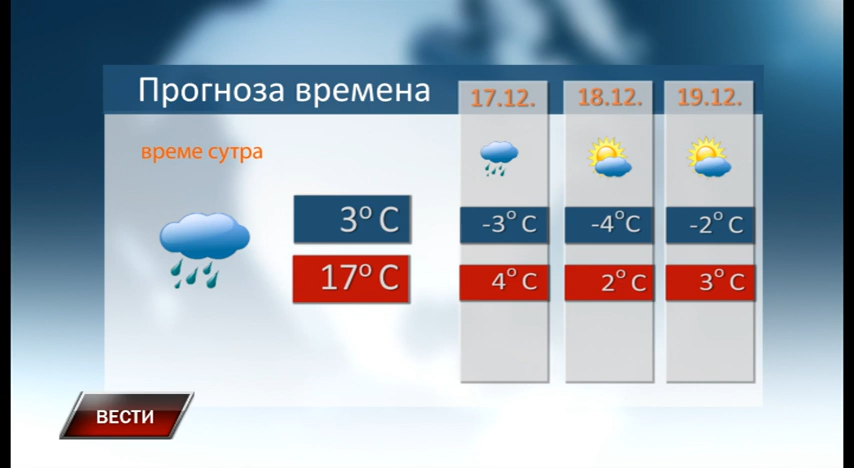 Прогноза времена
време сутра
3° C
17° C
17.12.
18.12.
19.12.
-3° C
-4°C
-2° C
4° C
2° C
3° C
ВЕСТИ